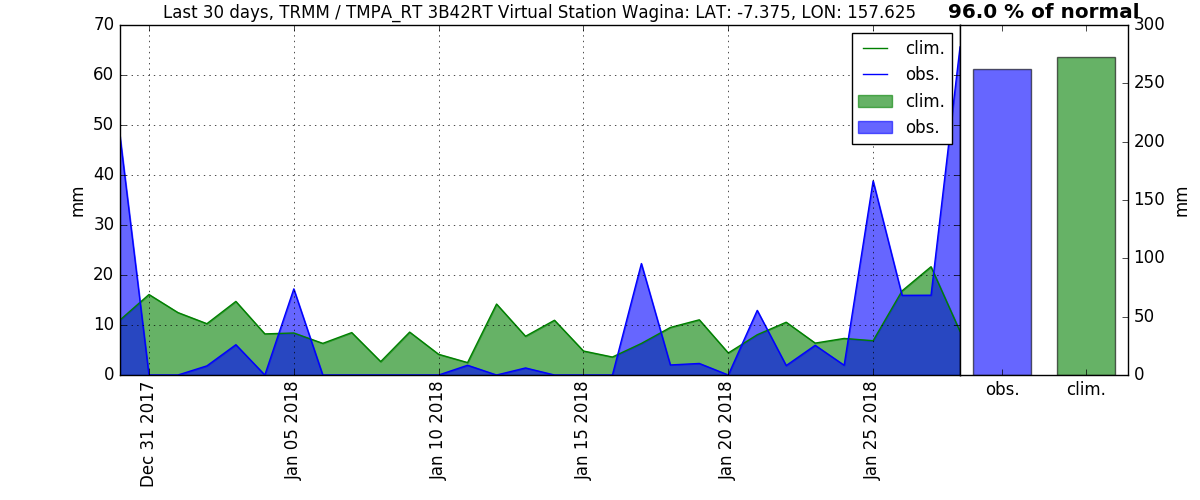 Last 30 days, TRMM / TMPA_RT 3B42RT Virtual Station Wagina: LAT: -7.375, LON: 157.625
96.0 % of normal
70
60
50
40
30
20
10
0
mm
clim.
obs.
clim.
obs.
Dec 31 2017
Jan 05 2018
Jan 10 2018
Jan 15 2018
Jan 20 2018
Jan 25 2018
300
250
200
150
100
50
0
mm
obs.
clim.